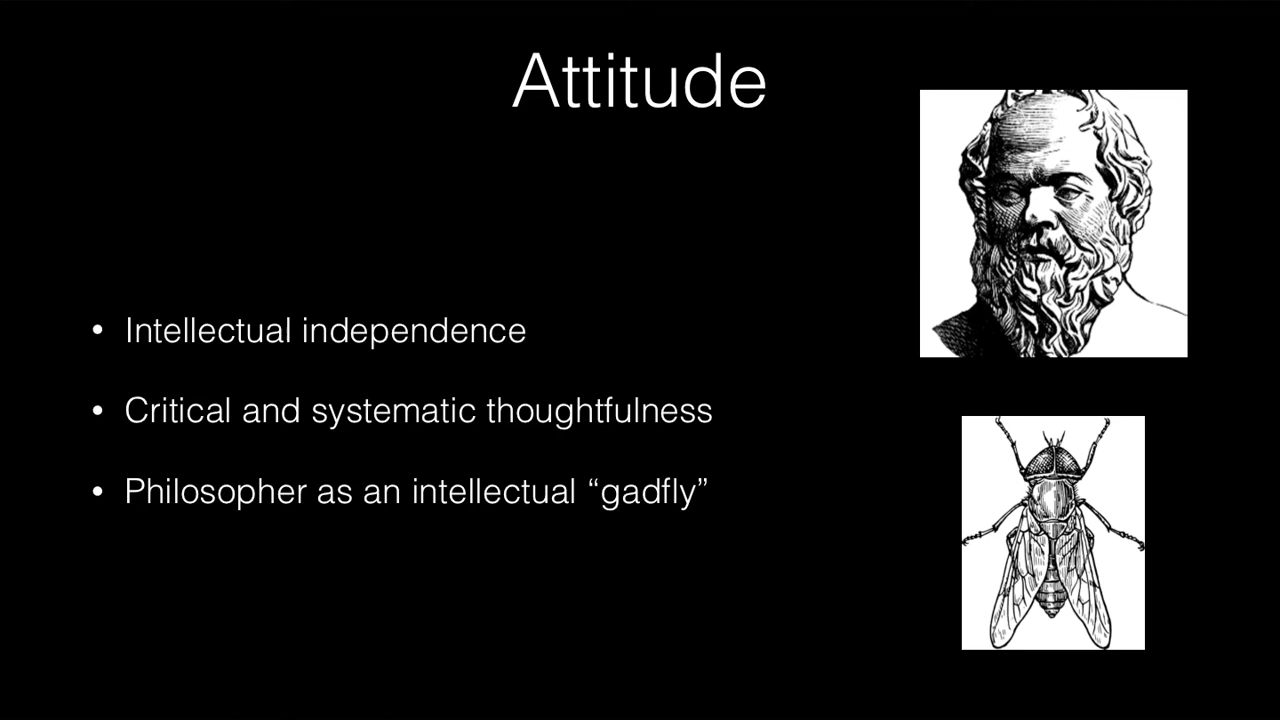 Attitude
• Intellectual independence
• Critical and systematic thoughtfulness
• Philosopher as an intellectual “gadfly”